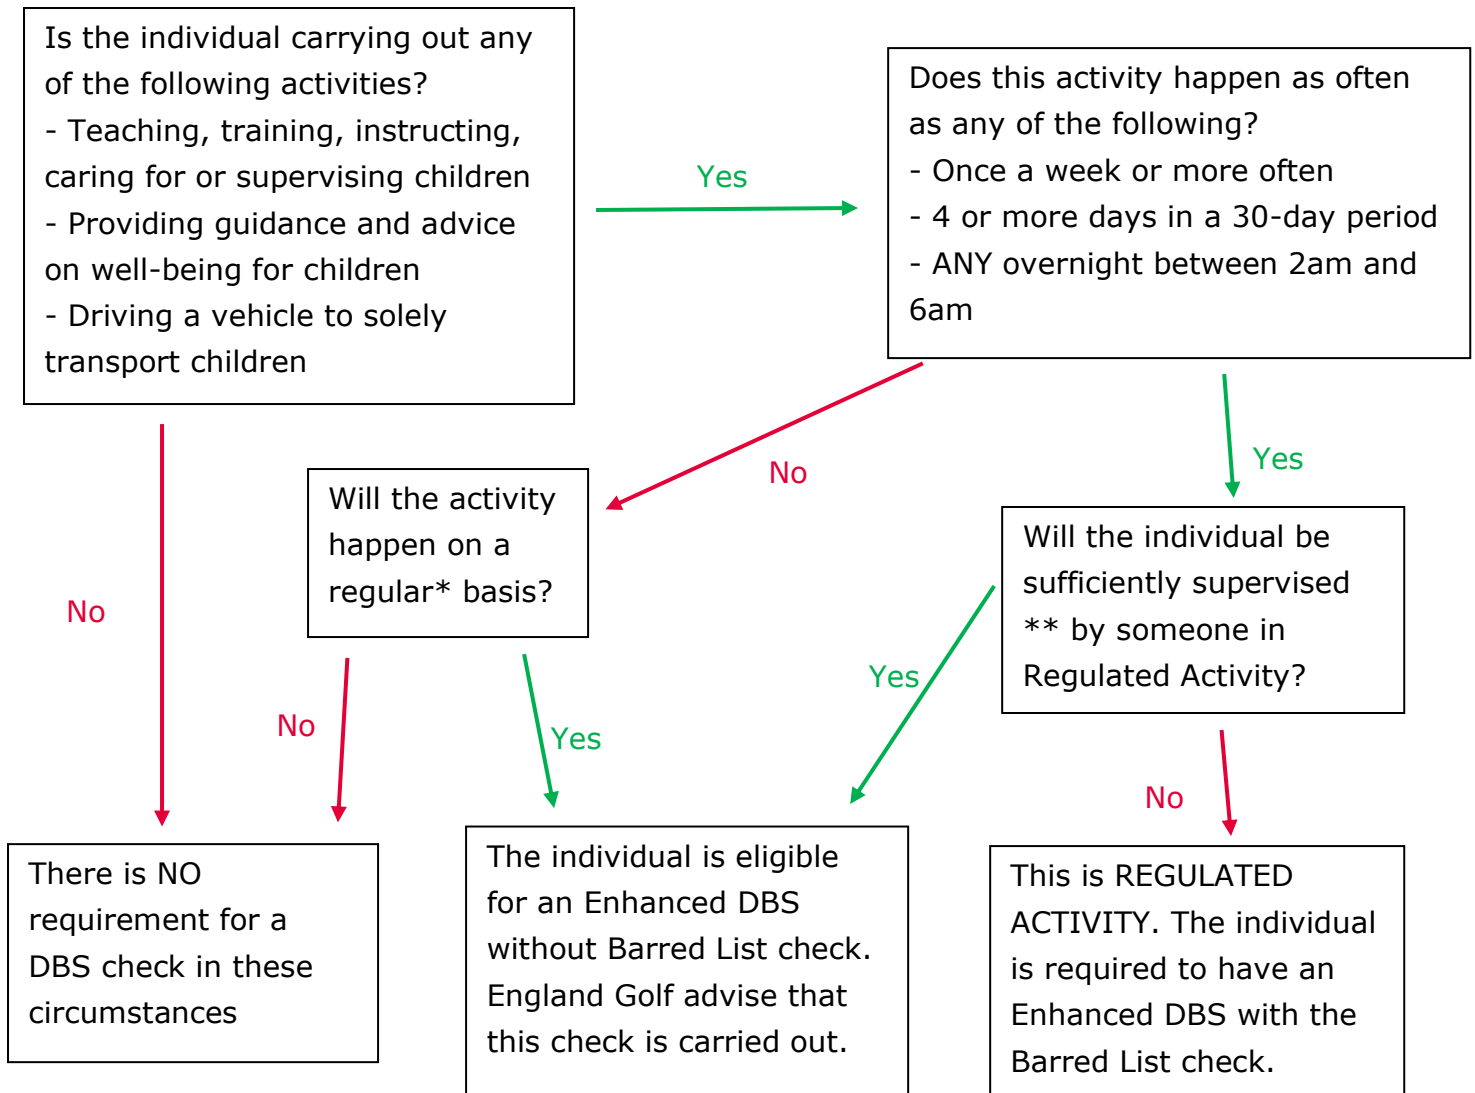 Is the individual carrying out any
of the following activities?
- Teaching, training, instructing,
caring for or supervising children
- Providing guidance and advice
on well-being for children
- Driving a vehicle to solely
transport children
Yes
Does this activity happen as often
as any of the following?
- Once a week or more often
- 4 or more days in a 30-day period
- ANY overnight between 2am and
6am
No
No
Yes
Will the activity
happen on a
regular* basis?
Will the individual be
sufficiently supervised
** by someone in
Regulated Activity?
No
Yes
Yes
No
There is NO
requirement for a
DBS check in these
circumstances
The individual is eligible
for an Enhanced DBS
without Barred List check.
England Golf advise that
this check is carried out.
This is REGULATED
ACTIVITY. The individual
is required to have an
Enhanced DBS with the
Barred List check.